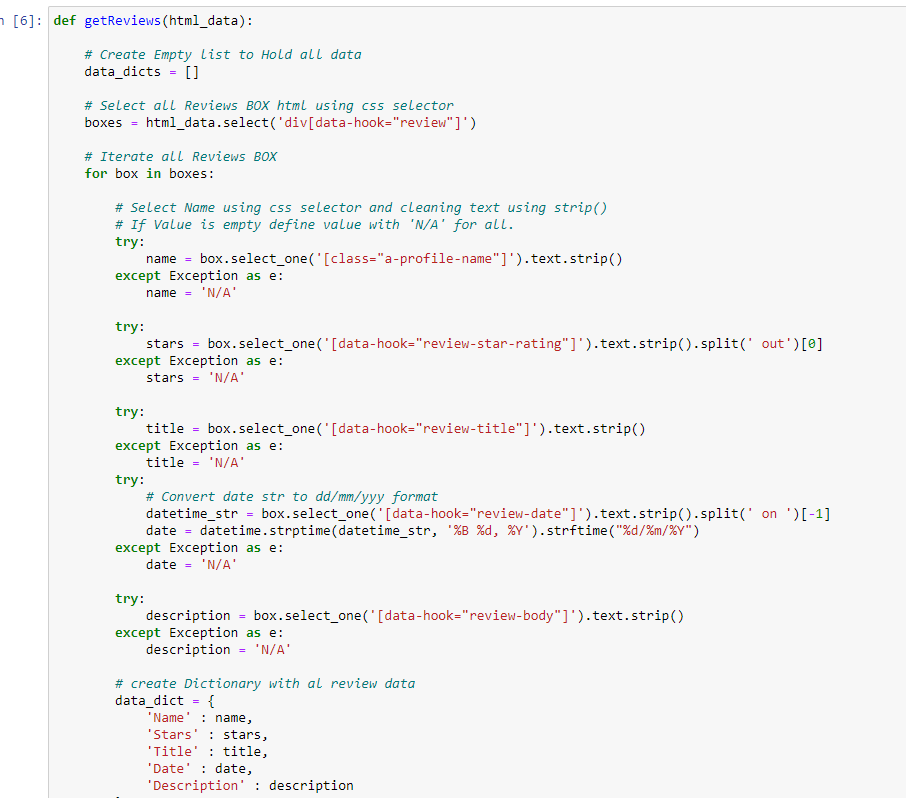 n [6]: def getReviews(html_data):
# Create Empty list to Hold all data
data_dicts = []
# Select all Reviews BOX html using css selector
boxes = html_data.select('div[data-hook="review"]')
# Iterate all Reviews BOX
for box in boxes:
# Select Name using css selector and cleaning text using strip()
# If Value is empty define value with 'N/A' for all.
try:
name = box.select_one('[class="a-profile-name"]').text.strip()
except Exception as e:
name = 'N/A'
try:
stars = box.select_one('[data-hook="review-star-rating"]').text.strip().split(' out')[0]
except Exception as e:
stars = 'N/A'
try:
title = box.select_one('[data-hook="review-title"]').text.strip()
except Exception as e:
title = 'N/A'
try:
# Convert date str to dd/mm/yyy format
datetime_str = box.select_one('[data-hook="review-date"]').text.strip().split(' on ')[-1]
date = datetime.strptime(datetime_str, '%B %d, %Y').strftime("%d/%m/%Y")
except Exception as e:
date = 'N/A'
try:
description = box.select_one('[data-hook="review-body"]').text.strip()
except Exception as e:
description = 'N/A'
# create Dictionary with al review data
data_dict = {
'Name' : name,
'Stars' : stars,
'Title' : title,
'Date' : date,
'Description' : description